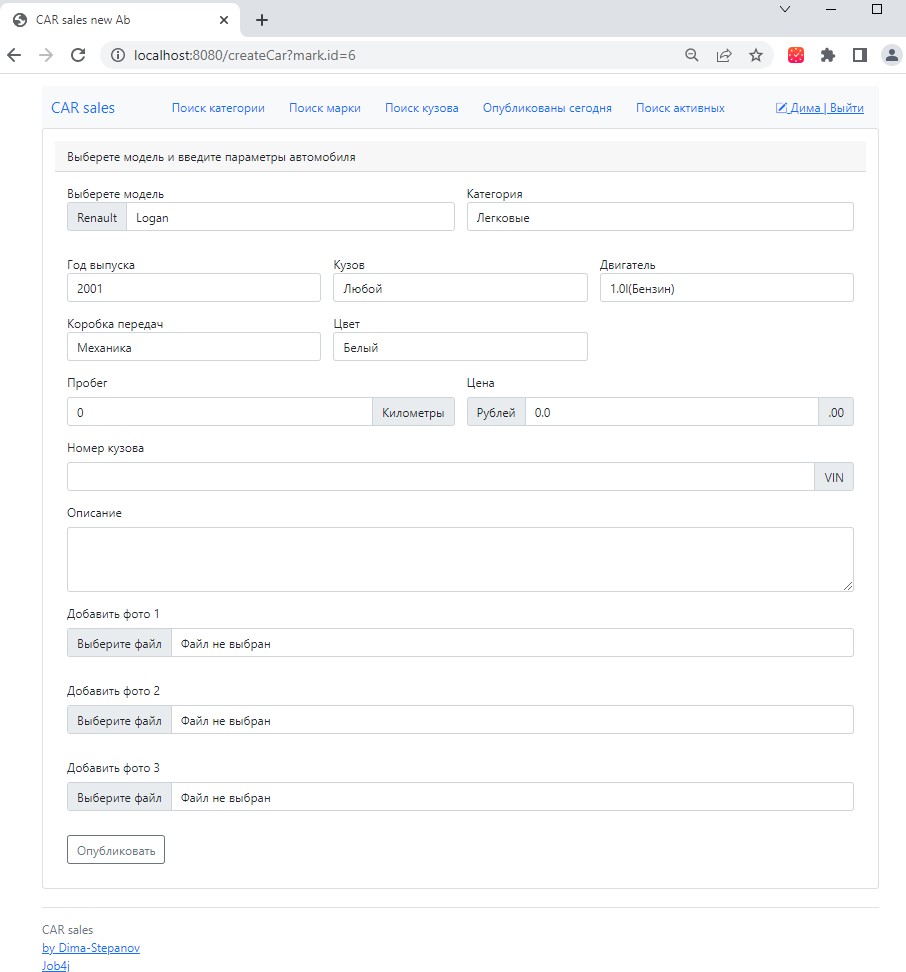 CAR sales new Ab
localhost:8080/createCar?mark.id=6
CAR sales Поиск категории Поиск марки Поиск кузова Опубликованы сегодня Поиск активных Дима | Выйти
Выберете модель и введите параметры автомобиля
Выберете модель Категория
Renault Logan Легковые
Год выпуска Кузов Двигатель
2001 Любой 1.0l(Бензин)
Коробка передач Цвет
Механика Белый
Пробег Цена
0 Километры Рублей 0.0 .00
Номер кузова
VIN
Описание
Добавить фото 1
Выберите файл Файл не выбран
Добавить фото 2
Выберите файл Файл не выбран
Добавить фото 3
Выберите файл Файл не выбран
Опубликовать
CAR sales
by Dima-Stepanov
Job4j